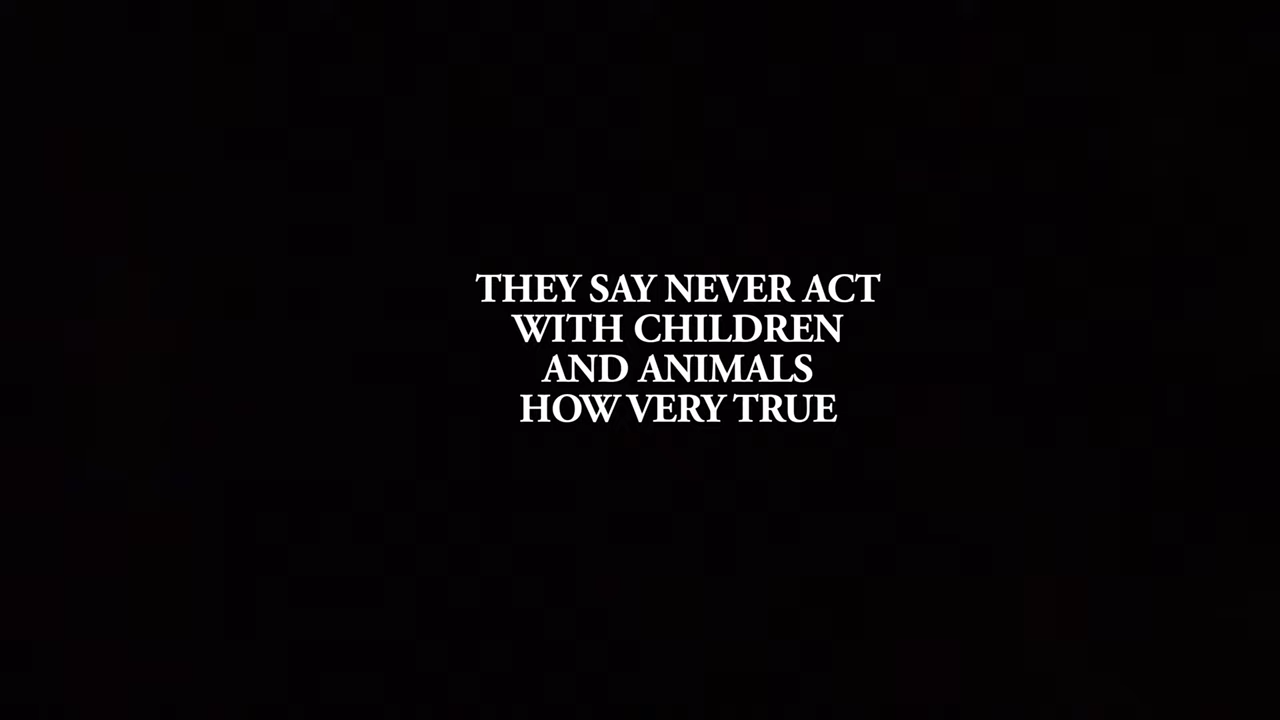 THEY SAY NEVER ACT
WITH CHILDREN
AND ANIMALS
HOW VERY TRUE